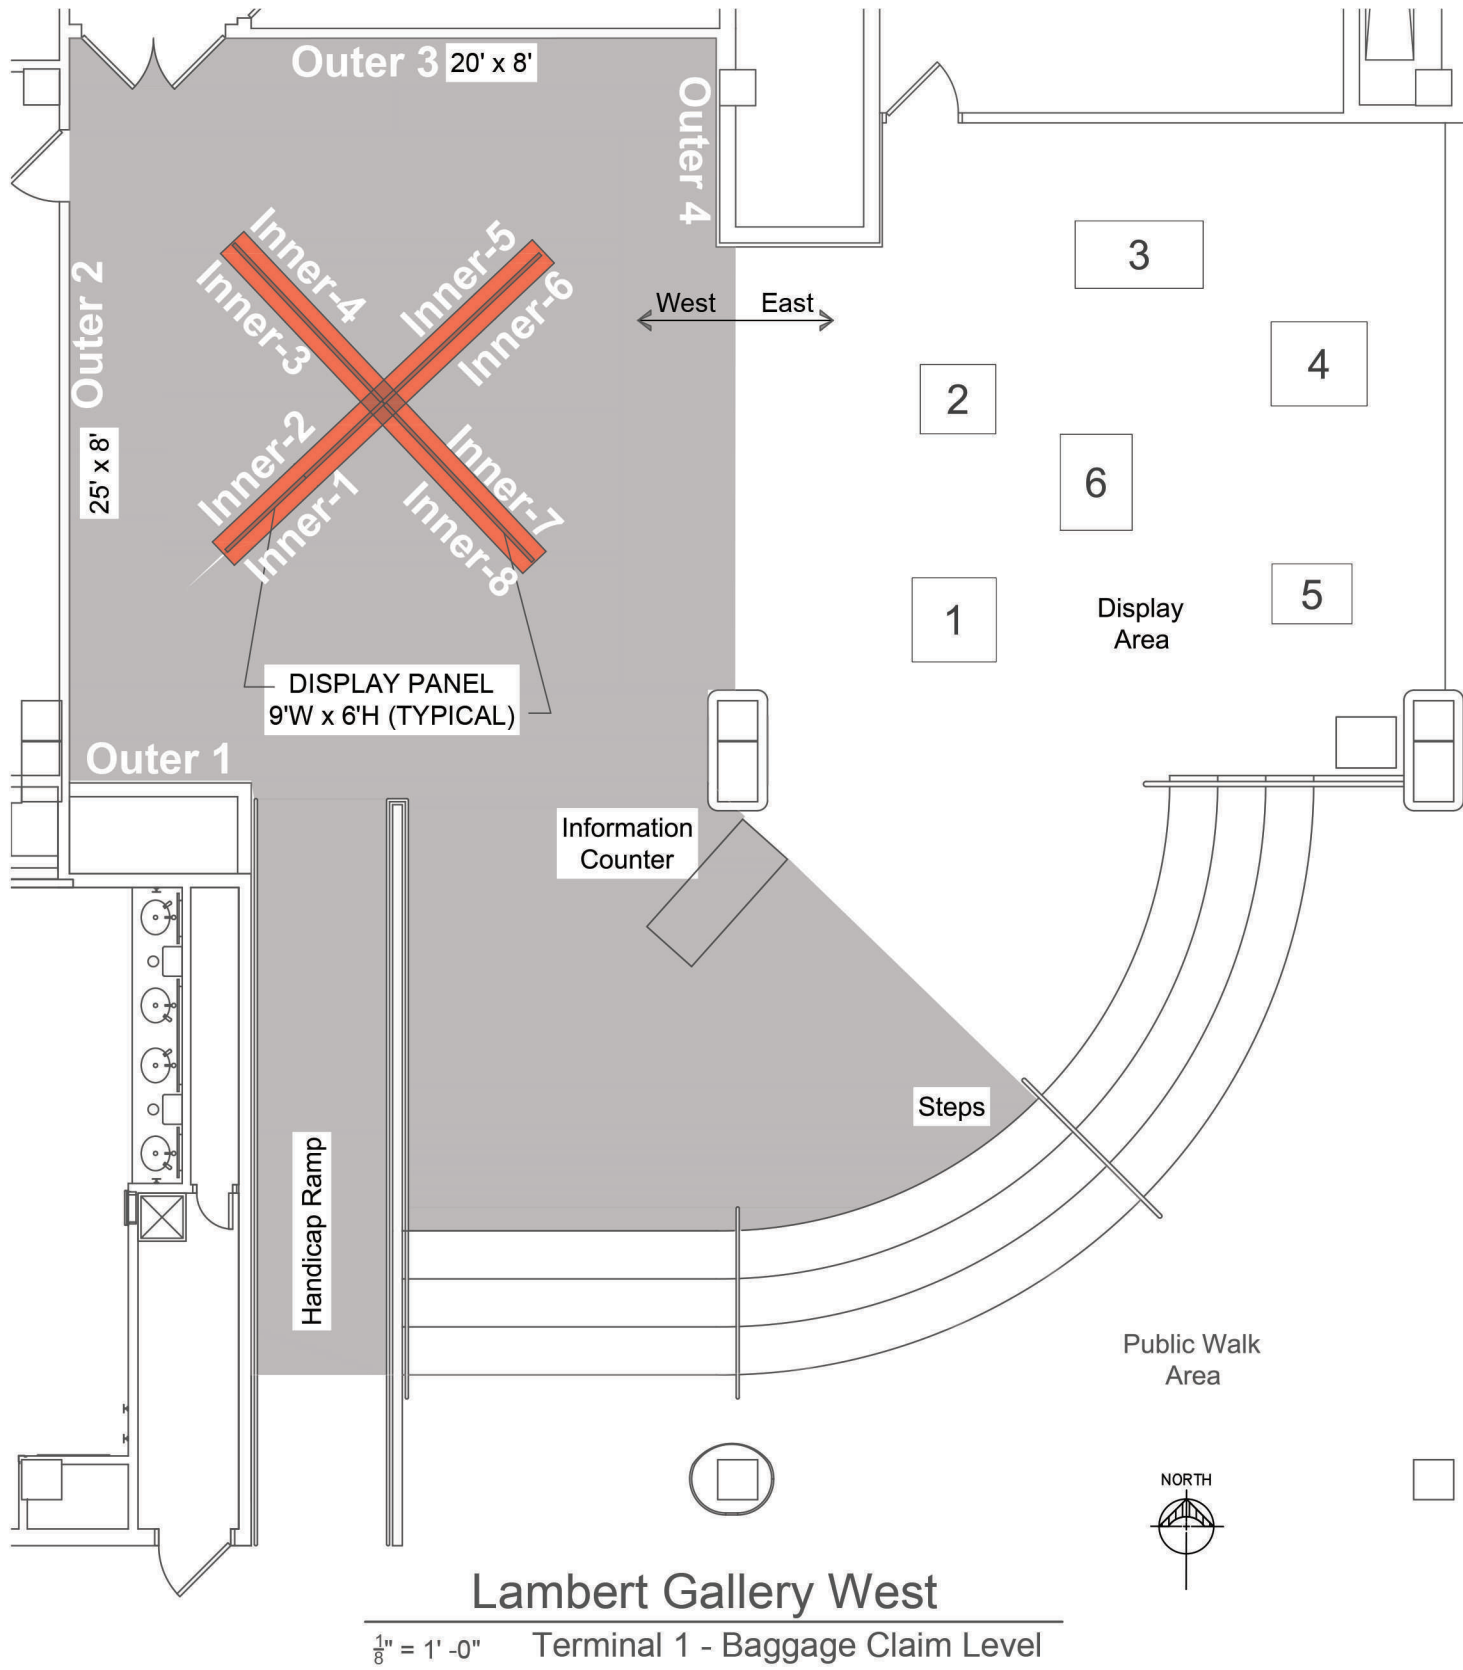 Outer 3 20' x 8'
Outer 4
Outer 2
25' x 8'
Inner-4
Inner-3
Inner-5
Inner-6
Inner-2
Inner-1
Inner-7
Inner-8
West East
3
4
2
6
1
5
Display
Area
DISPLAY PANEL
9'W x 6'H (TYPICAL)
Outer 1
Information
Counter
Steps
Handicap Ramp
Public Walk
Area
NORTH
Lambert Gallery West
1/8" = 1' -0" Terminal 1 - Baggage Claim Level